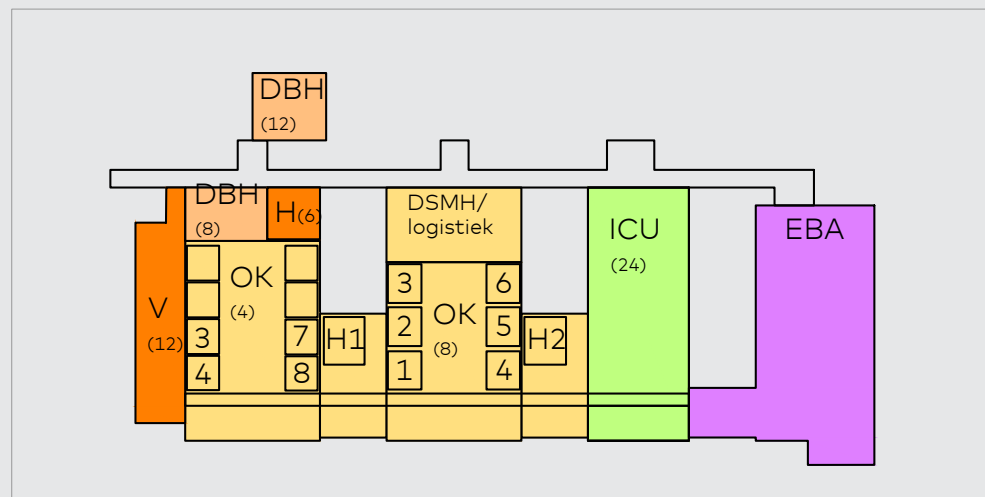 DBH
(12)
DBH
(8)
H(6)
DSMH/
logistiek
ICU
(24)
EBA
V
(12)
OK
(4)
3
4
7
8
H1
3
2
1
OK
(8)
6
5
4
H2